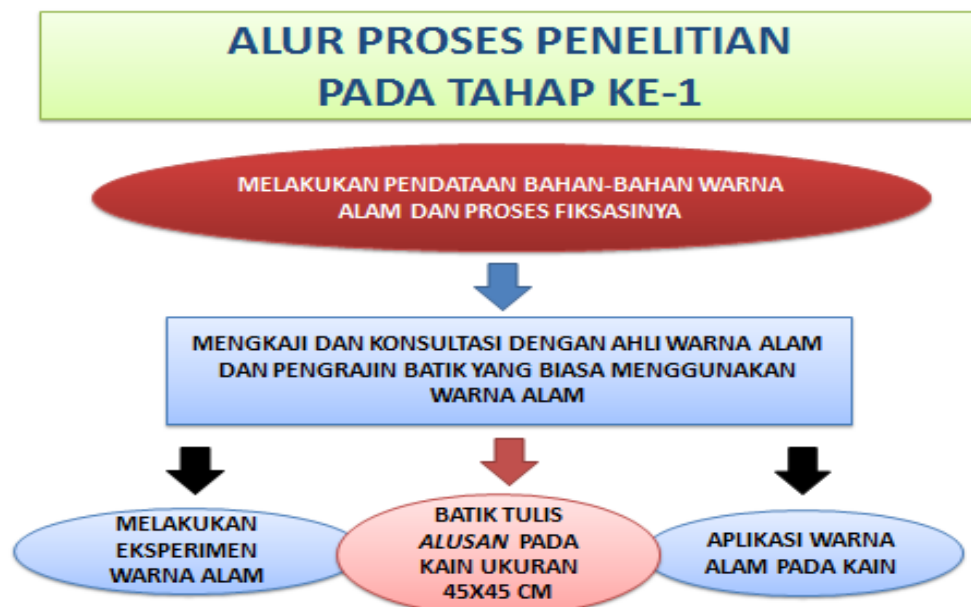 ALUR PROSES PENELITIAN
PADA TAHAP KE-1
MELAKUKAN PENDATAAN BAHAN-BAHAN WARNA
ALAM DAN PROSES FIKSASINYA
MENGKAJI DAN KONSULTASI DENGAN AHLI WARNA ALAM
DAN PENGRAJIN BATIK YANG BIASA MENGGUNAKAN
WARNA ALAM
MELAKUKAN
EKSPERIMEN
WARNA ALAM
BATIK TULIS
ALUSAN PADA
KAIN UKURAN
45X45 CM
APLIKASI WARNA
ALAM PADA KAIN